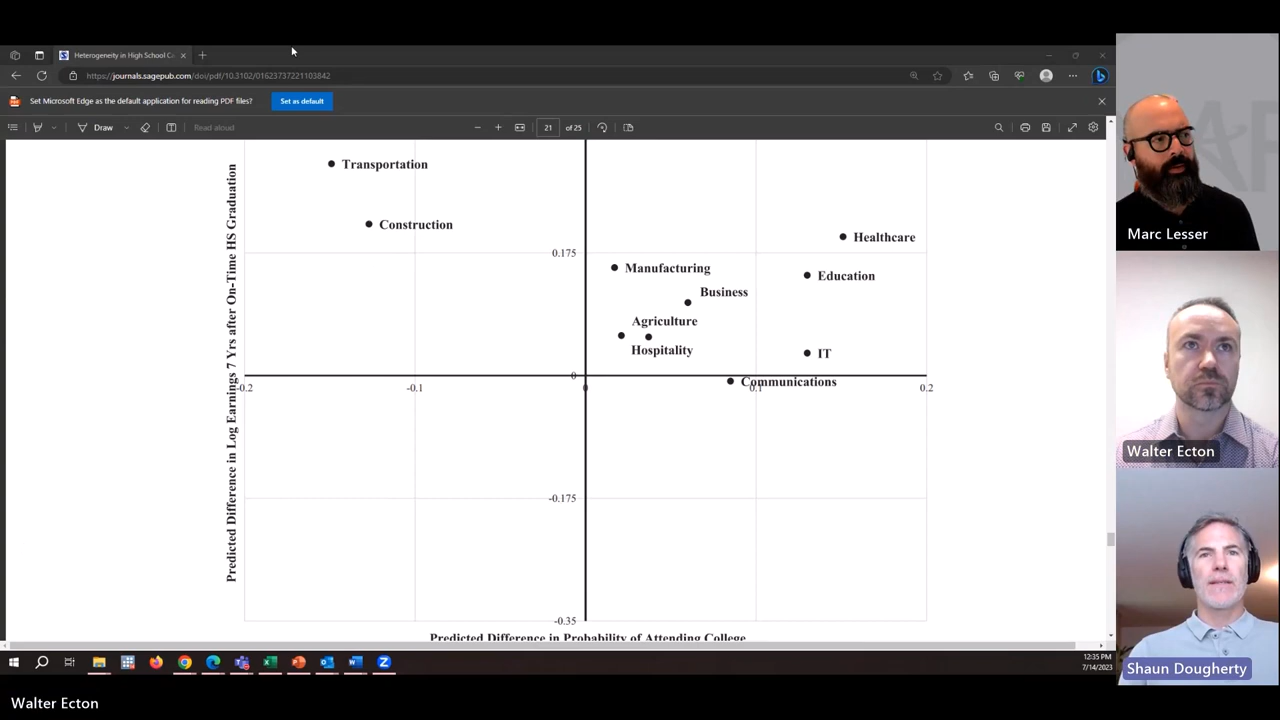 Heterogeneity in High School C
https://journals.sagepub.com/doi/pdf/10.3102/01623737221103842
Set Microsoft Edge as the default application for reading PDF files?
Set as default
Draw
Read aloud
21
of 25
Predicted Difference in Log Earnings 7 Yrs after On-Time HS Graduation
Transportation
Construction
Healthcare
0.175
Manufacturing
Education
Business
Agriculture
Hospitality
IT
0
Communications
-0.2
-0.1
0
0.1
0.2
-0.175
-0.35
Predicted Difference in Probability of Attending College
12:35 PM
7/14/2023
Marc Lesser
Walter Ecton
Shaun Dougherty
Walter Ecton